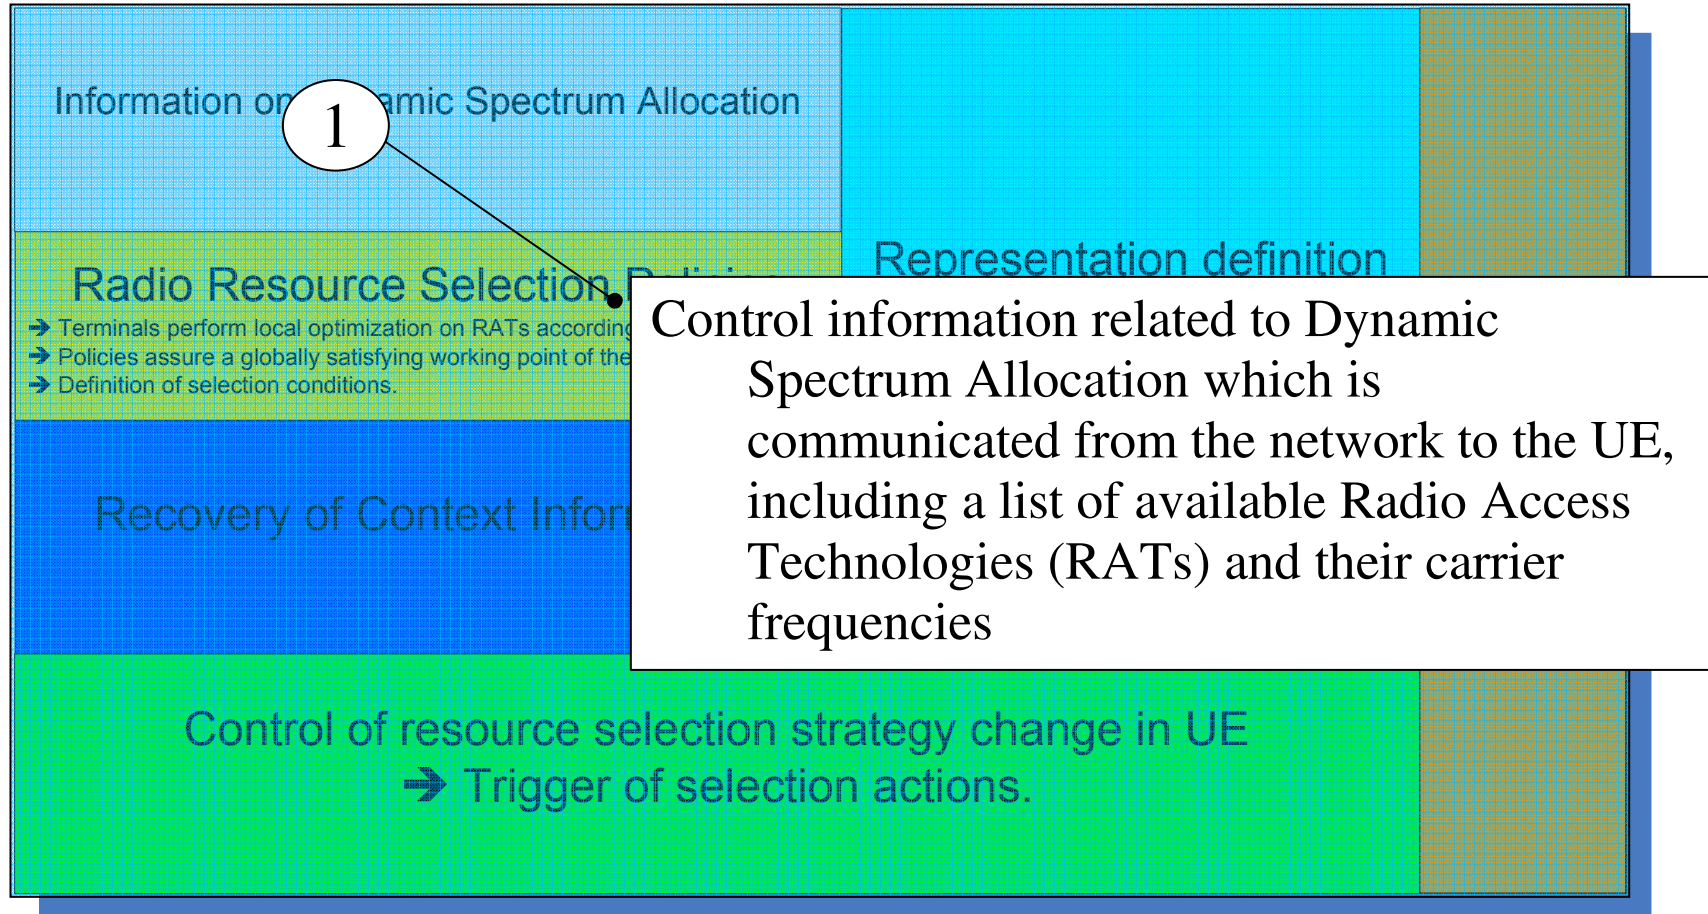 Information on amic Spectrum Allocation
1
Representation definition
Radio Resource Selection
➔ Terminals perform local optimization on RATs according
➔ Policies assure a globally satisfying working point of the
➔ Definition of selection conditions.
Control information related to Dynamic
Spectrum Allocation which is
communicated from the network to the UE,
including a list of available Radio Access
Technologies (RATs) and their carrier
frequencies
Recovery of Context Infor
Control of resource selection strategy change in UE
➔ Trigger of selection actions.